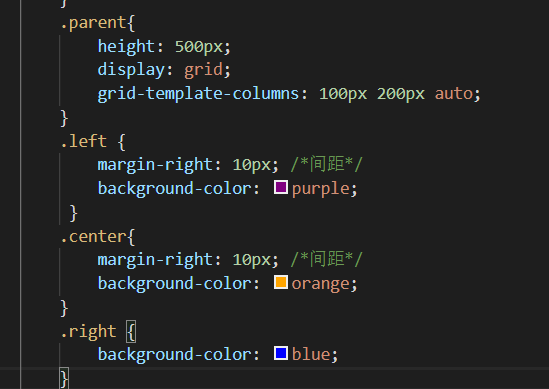 }
.parent{
height: 500px;
display: grid;
grid-template-columns: 100px 200px auto;
}
.left {
margin-right: 10px; /*间距*/
background-color: purple;
}
.center{
margin-right: 10px; /*间距*/
background-color: orange;
}
.right {
background-color: blue;
}